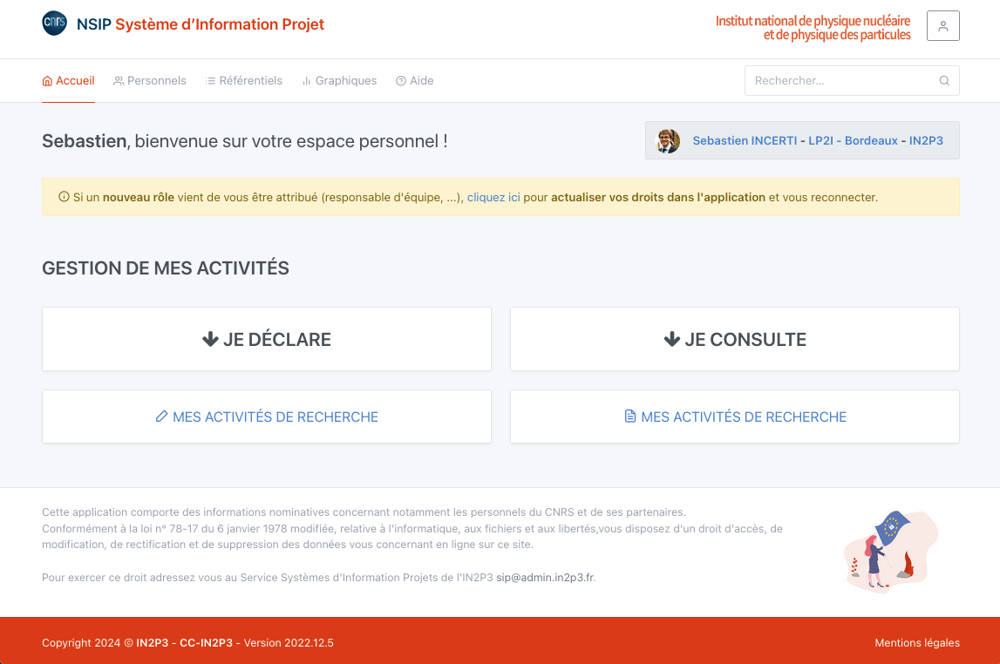 cnrs
NSIP Système d’Information Projet
Institut national de physique nucléaire
et de physique des particules
Accueil
Personnels
Référentiels
Graphiques
Aide
Rechercher...
Sebastien, bienvenue sur votre espace personnel !
Sebastien INCERTI - LP2I - Bordeaux - IN2P3
Si un nouveau rôle vient de vous être attribué (responsable d'équipe, ...), cliquez ici pour actualiser vos droits dans l'application et vous reconnecter.
GESTION DE MES ACTIVITÉS
JE DÉCLARE
JE CONSULTE
MES ACTIVITÉS DE RECHERCHE
MES ACTIVITÉS DE RECHERCHE
Cette application comporte des informations nominatives concernant notamment les personnels du CNRS et de ses partenaires.
Conformément à la loi n° 78-17 du 6 janvier 1978 modifiée, relative à l'informatique, aux fichiers et aux libertés,vous disposez d'un droit d'accès, de
modification, de rectification et de suppression des données vous concernant en ligne sur ce site.
Pour exercer ce droit adressez vous au Service Systèmes d'Information Projets de l'IN2P3 sip@admin.in2p3.fr.
Copyright 2024 © IN2P3 - CC-IN2P3 - Version 2022.12.5
Mentions légales